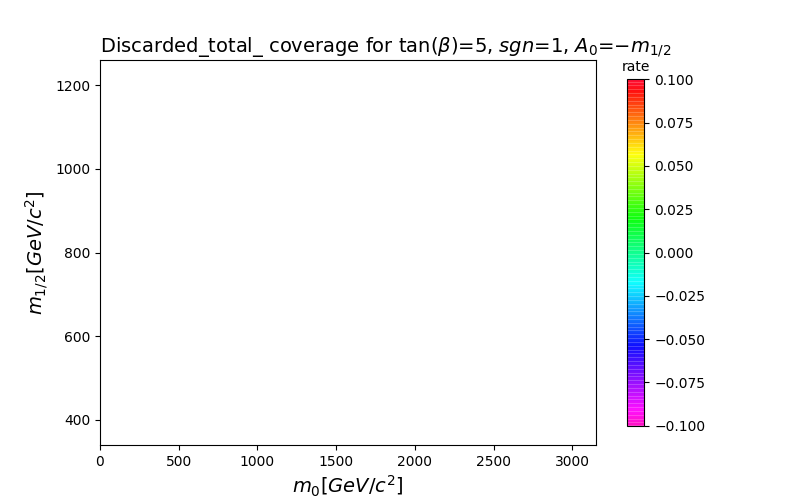 Discarded_total_ coverage for tan(β)=5, sgn=1, A₀=−m₁/₂
rate
0.100
0.075
0.050
0.025
0.000
−0.025
−0.050
−0.075
−0.100
1200
1000
800
600
400
m₁/₂[GeV/c²]
0 500 1000 1500 2000 2500 3000
m₀[GeV/c²]